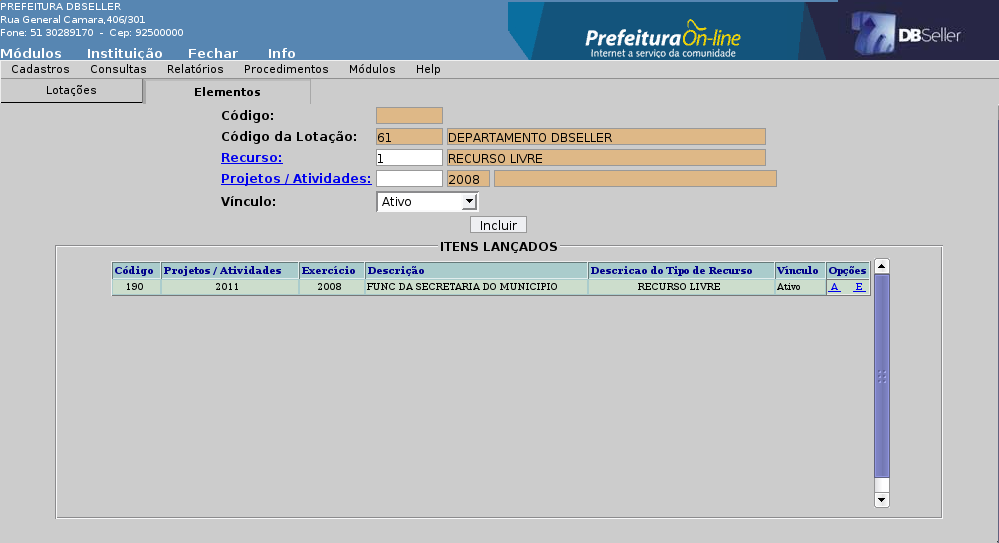 PREFEITURA DBSELLER
Rua General Camara,406/301
Fone: 51 30289170 - Cep: 92500000
Módulos Instituição Fechar Info
Prefeitura On-line
Internet a serviço da comunidade
DBSeller
Cadastros Consultas Relatórios Procedimentos Módulos Help
Lotações Elementos
Código:
Código da Lotação: 61 DEPARTAMENTO DBSELLER
Recurso: 1 RECURSO LIVRE
Projetos / Atividades: 2008
Vínculo: Ativo
Incluir
ITENS LANÇADOS
Código Projetos / Atividades Exercício Descrição Descricao do Tipo de Recurso Vínculo Opções
190 2011 2008 FUNC DA SECRETARIA DO MUNICIPIO RECURSO LIVRE Ativo A E